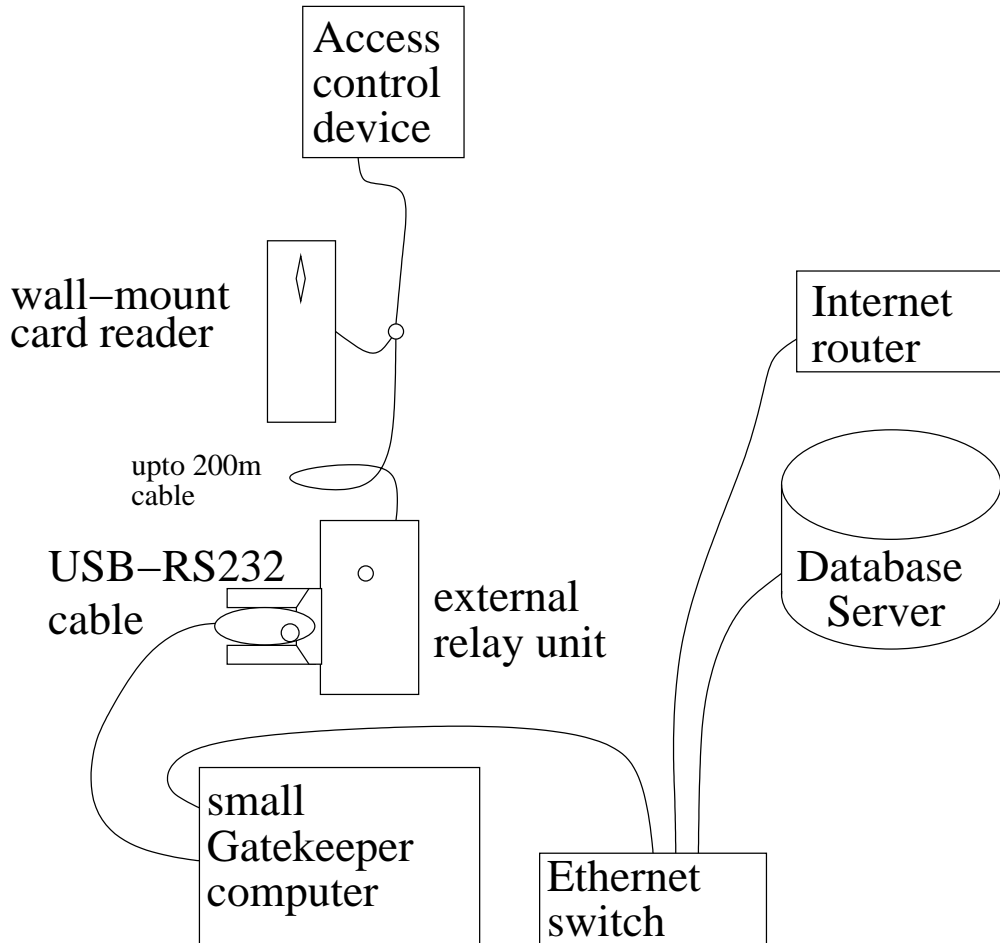 Access
control
device
wall−mount
card reader
Internet
router
upto 200m
cable
USB−RS232
cable
external
relay unit
Database
Server
small
Gatekeeper
computer
Ethernet
switch